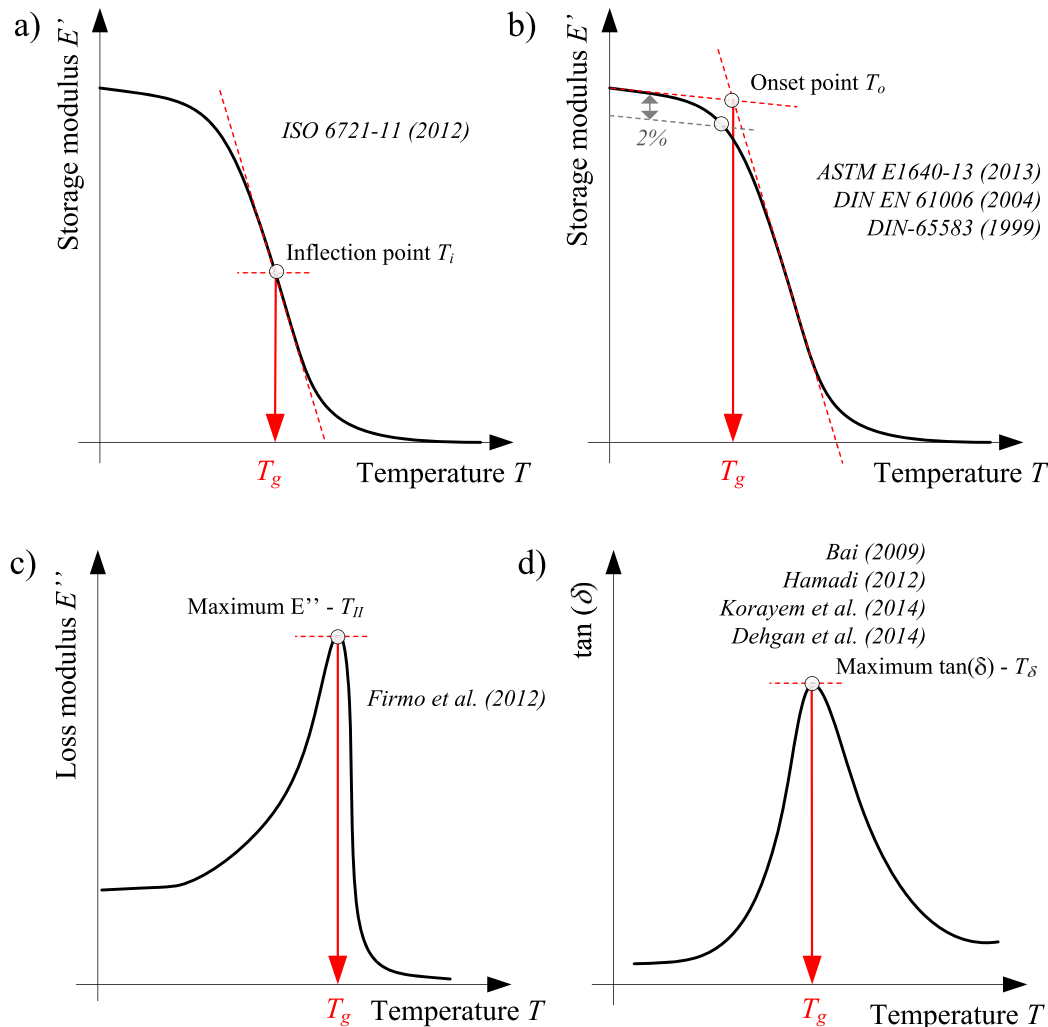 a)
Storage modulus E'
ISO 6721-11 (2012)
Inflection point Ti
Tg
Temperature T
b)
Storage modulus E'
Onset point To
2%
ASTM E1640-13 (2013)
DIN EN 61006 (2004)
DIN-65583 (1999)
Tg
Temperature T
c)
Loss modulus E’’
Maximum E’’ - TII
Firmo et al. (2012)
Tg
Temperature T
d)
tan (δ)
Bai (2009)
Hamadi (2012)
Korayem et al. (2014)
Dehgan et al. (2014)
Maximum tan(δ) - Tδ
Tg
Temperature T